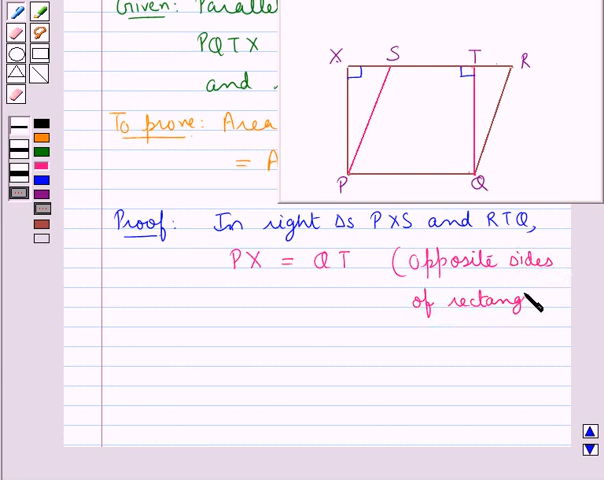 Given: Paralle
PQTX
and
To prove: Area
= A
X S T R
P Q
Proof: In right Δs PXS and RTQ,
PX = QT (Opposite sides
of rectang